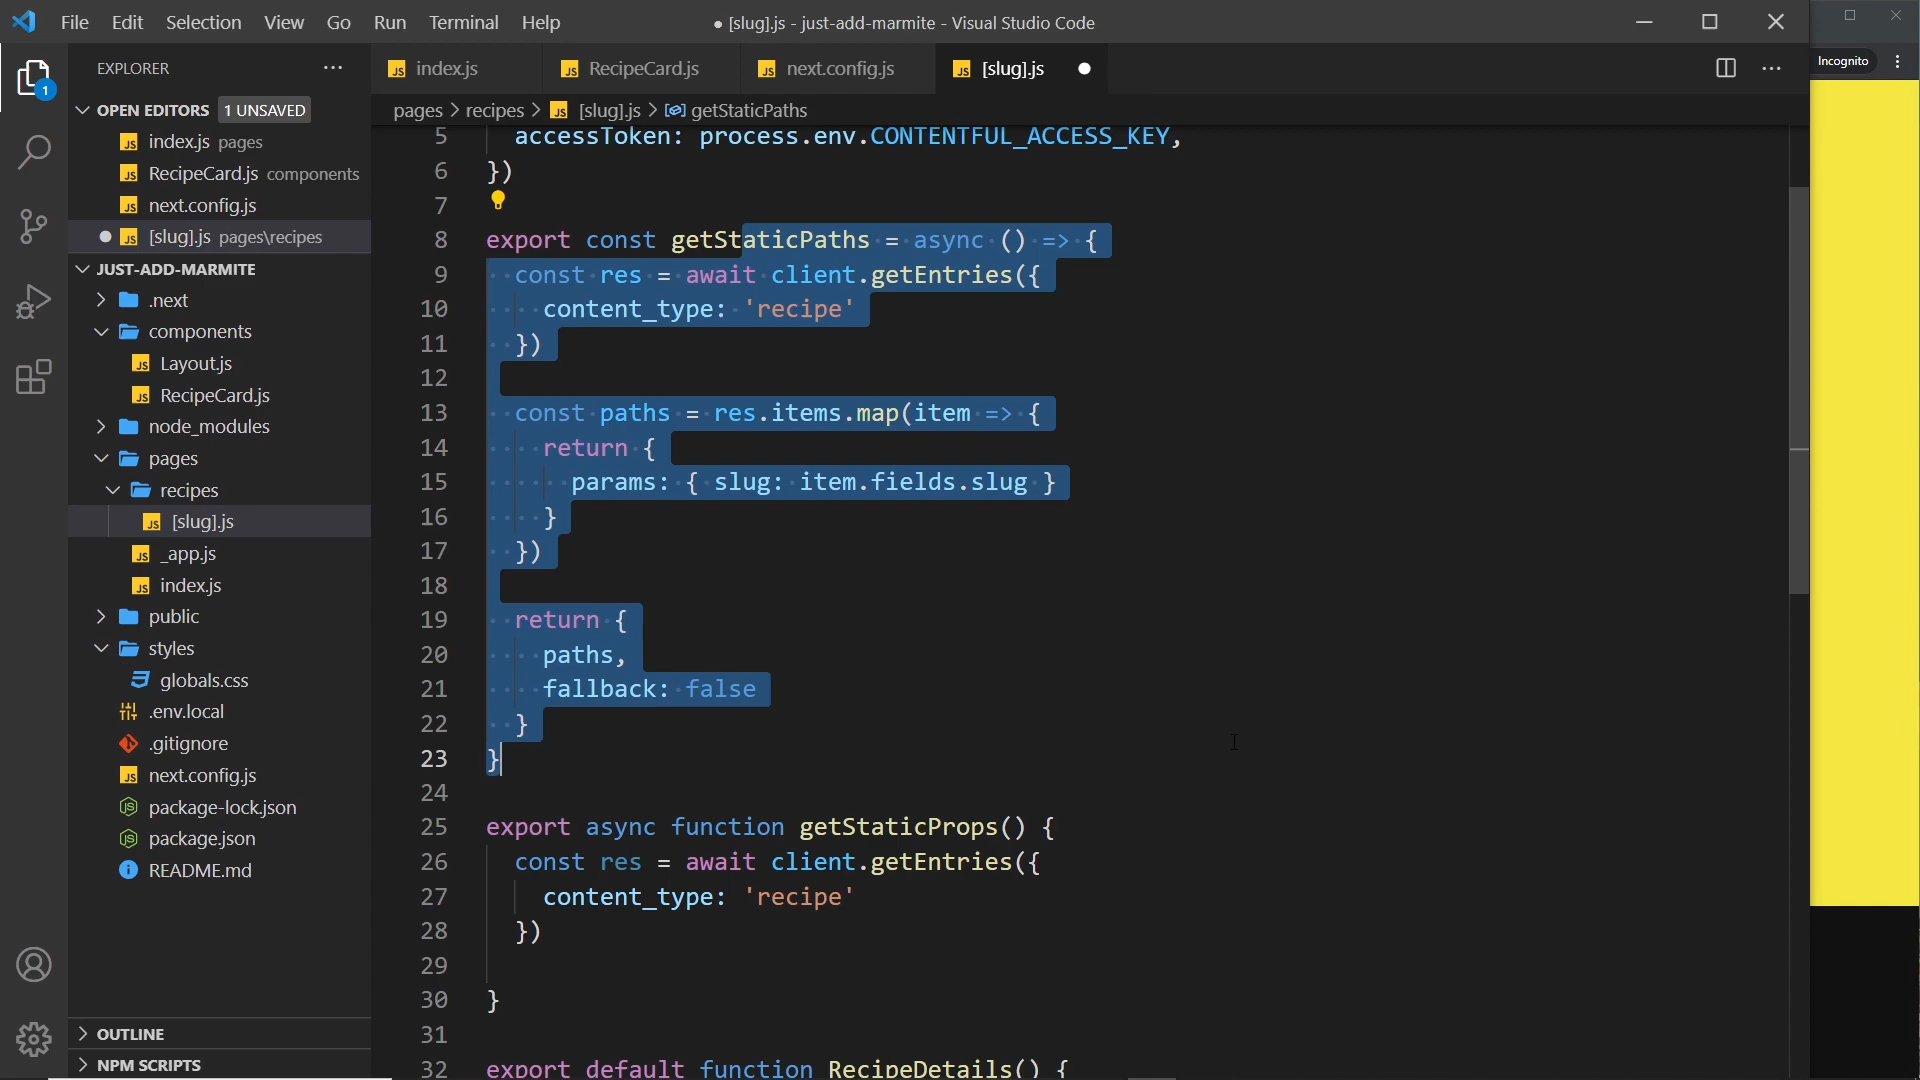 File Edit Selection View Go Run Terminal Help
● [slug].js - just-add-marmite - Visual Studio Code
Incognito
EXPLORER
1
OPEN EDITORS 1 UNSAVED
index.js pages
RecipeCard.js components
next.config.js
[slug].js pages\recipes
JUST-ADD-MARMITE
.next
components
Layout.js
RecipeCard.js
node_modules
pages
recipes
[slug].js
_app.js
index.js
public
styles
globals.css
.env.local
.gitignore
next.config.js
package-lock.json
package.json
README.md
OUTLINE
NPM SCRIPTS
index.js RecipeCard.js next.config.js [slug].js
pages > recipes > [slug].js > getStaticPaths
5 accessToken: process.env.CONTENTFUL_ACCESS_KEY,
6 })
7
8 export const getStaticPaths = async () => {
9 const res = await client.getEntries({
10 content_type: 'recipe'
11 })
12
13 const paths = res.items.map(item => {
14 return {
15 params: { slug: item.fields.slug }
16 }
17 })
18
19 return {
20 paths,
21 fallback: false
22 }
23 }
24
25 export async function getStaticProps() {
26 const res = await client.getEntries({
27 content_type: 'recipe'
28 })
29
30 }
31
32 export default function RecipeDetails() {